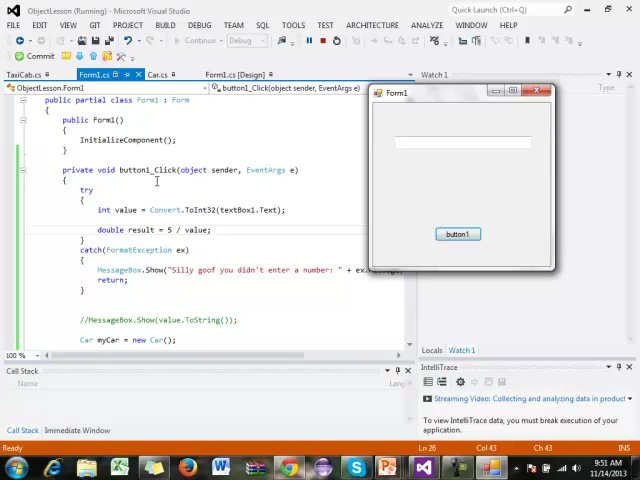 ObjectLesson (Running) - Microsoft Visual Studio
Quick Launch (Ctrl+Q)
FILE EDIT VIEW GIT PROJECT BUILD DEBUG TEAM SQL TOOLS TEST ARCHITECTURE ANALYZE WINDOW HELP
Continue Debug
Commit
TaxiCab.cs Form1.cs Car.cs Form1.cs [Design] Watch 1
ObjectLesson.Form1 button1_Click(object sender, EventArgs e) Type
public partial class Form1 : Form
{
public Form1()
{
InitializeComponent();
}
private void button1_Click(object sender, EventArgs e)
{
try
{
int value = Convert.ToInt32(textBox1.Text);
double result = 5 / value;
}
catch(FormatException ex)
{
MessageBox.Show("Silly goof you didn't enter a number: " + ex.
return;
}
//MessageBox.Show(value.ToString());
Car myCar = new Car();
100 %
Form1
button1
Locals Watch 1
Call Stack
Name Lang
Call Stack Immediate Window
IntelliTrace
Streaming Video: Collecting and analyzing data in product
To view IntelliTrace data, you must break execution of your
application.
Running Ln 26 Col 43 Ch 43 INS
9:51 AM
11/14/2013